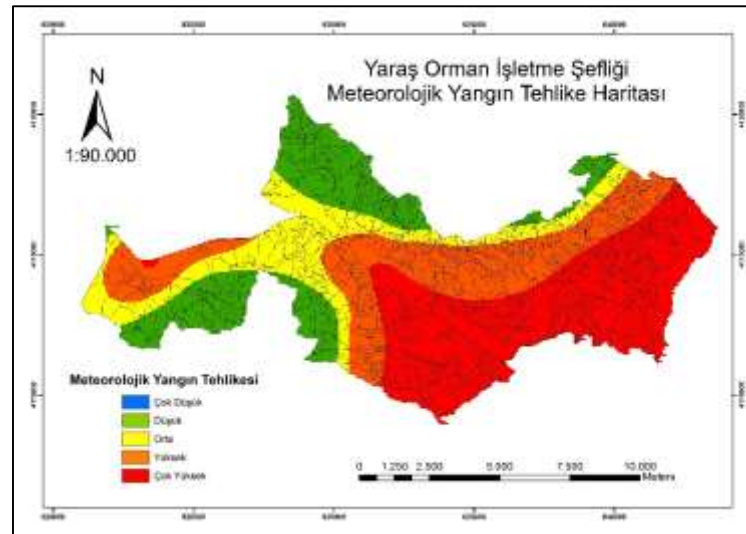 Yaraş Orman İşletme Şefliği
Meteorolojik Yangın Tehlike Haritası
N
1:90.000
Meteorolojik Yangın Tehlikesi
Çok Düşük
Düşük
Orta
Yüksek
Çok Yüksek
0 1.250 2.500 5.000 7.500 10.000
Meters